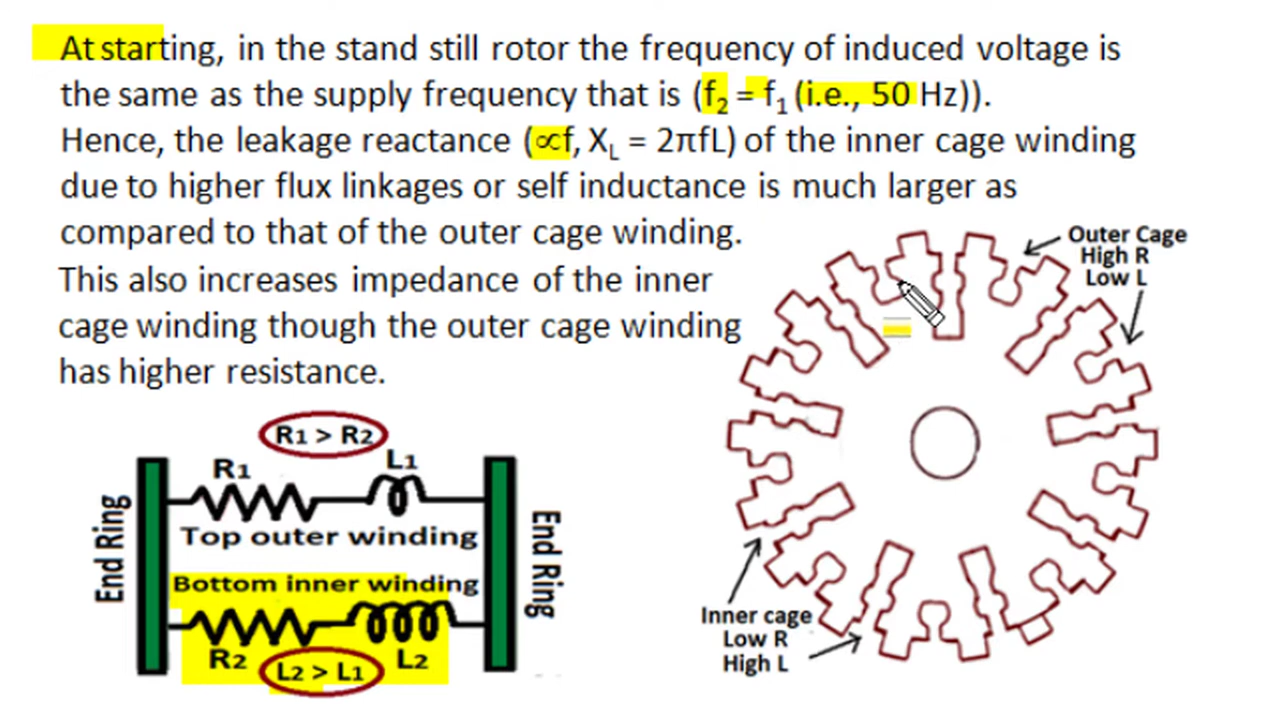 At starting, in the stand still rotor the frequency of induced voltage is
the same as the supply frequency that is (f₂ = f₁ (i.e., 50 Hz)).
Hence, the leakage reactance (∝f, X_L = 2πfL) of the inner cage winding
due to higher flux linkages or self inductance is much larger as
compared to that of the outer cage winding.
This also increases impedance of the inner
cage winding though the outer cage winding
has higher resistance.
Outer Cage
High R
Low L
R1 > R2
R1
L1
End Ring
Top outer winding
End Ring
Bottom inner winding
R2
L2 > L1
L2
Inner cage
Low R
High L